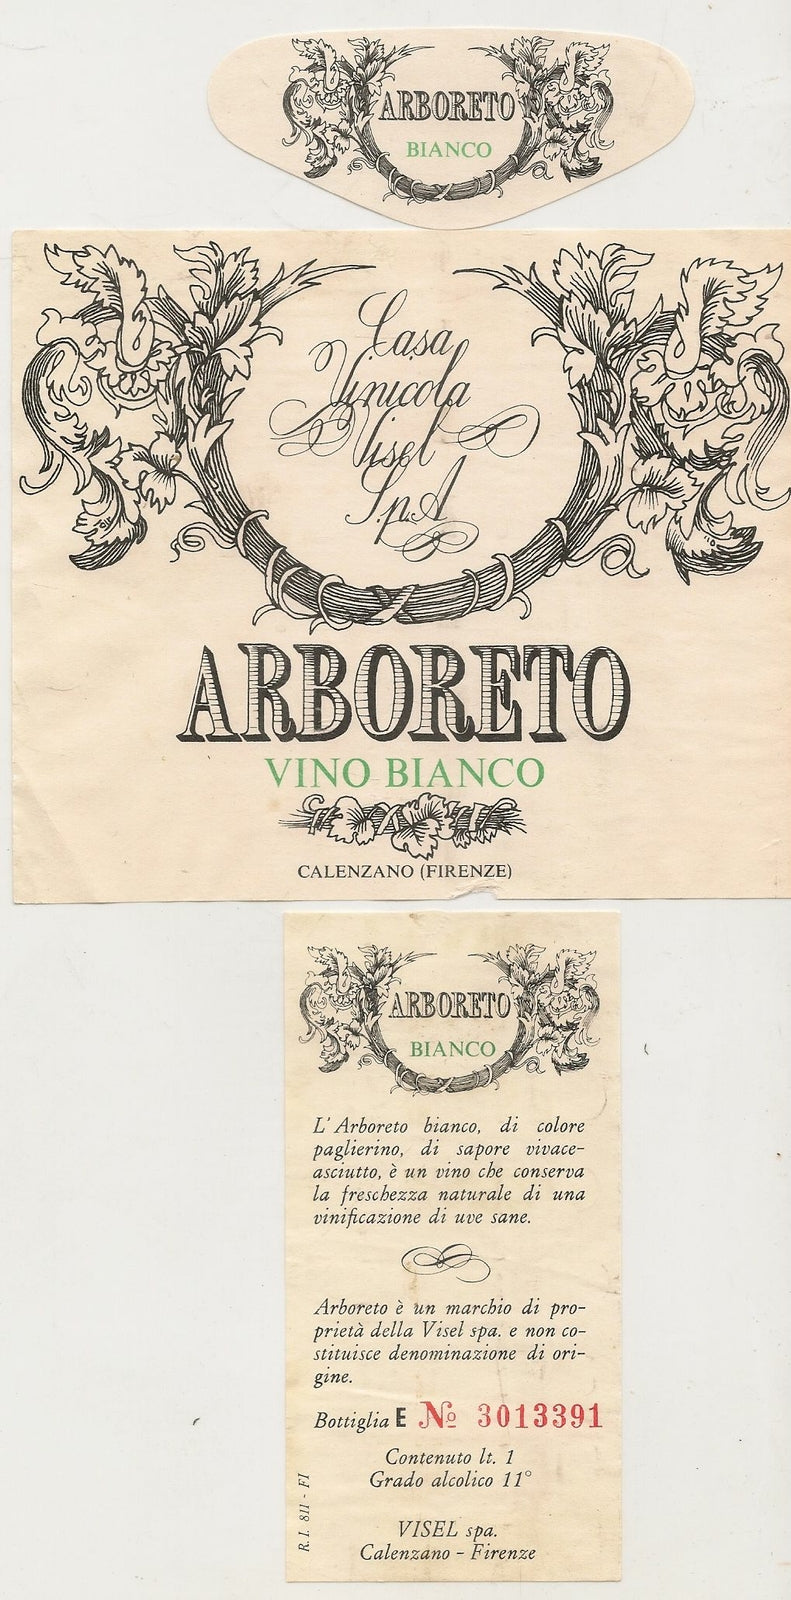 ARBORETO
BIANCO
Casa
Vinicola
Visel
S.p.A
ARBORETO
VINO BIANCO
CALENZANO (FIRENZE)
ARBORETO
BIANCO
L'Arboreto bianco, di colore
paglierino, di sapore vivace-
asciutto, è un vino che conserva
la freschezza naturale di una
vinificazione di uve sane.
Arboreto è un marchio di pro-
prietà della Visel spa. e non co-
stituisce denominazione di ori-
gine.
Bottiglia E № 3013391
Contenuto lt. 1
Grado alcolico 11°
R.I. 811 - FI
VISEL spa.
Calenzano - Firenze